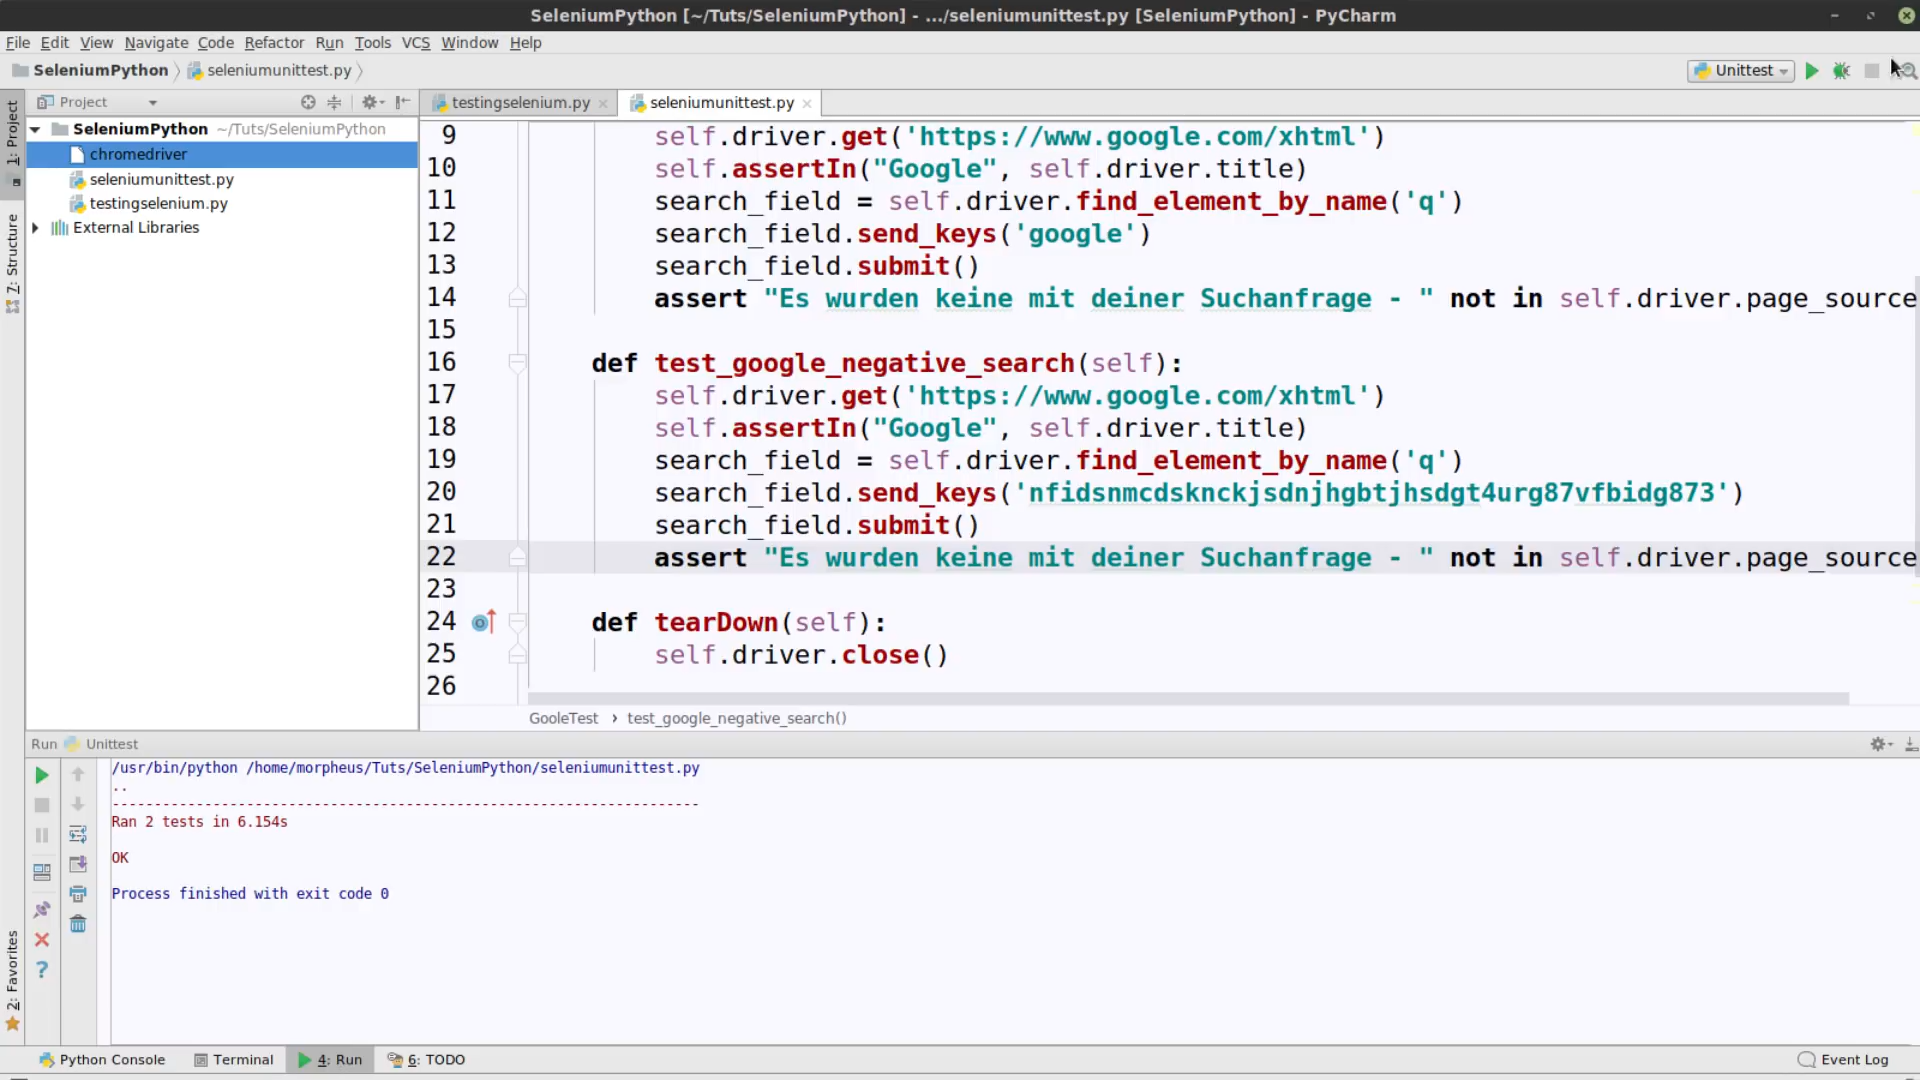 SeleniumPython [~/Tuts/SeleniumPython] - .../seleniumunittest.py [SeleniumPython] - PyCharm
File Edit View Navigate Code Refactor Run Tools VCS Window Help
SeleniumPython seleniumunittest.py
Unittest
1: Project
7: Structure
2: Favorites
Project
SeleniumPython ~/Tuts/SeleniumPython
chromedriver
seleniumunittest.py
testingselenium.py
External Libraries
testingselenium.py seleniumunittest.py
9 self.driver.get('https://www.google.com/xhtml')
10 self.assertIn("Google", self.driver.title)
11 search_field = self.driver.find_element_by_name('q')
12 search_field.send_keys('google')
13 search_field.submit()
14 assert "Es wurden keine mit deiner Suchanfrage - " not in self.driver.page_source
15
16 def test_google_negative_search(self):
17 self.driver.get('https://www.google.com/xhtml')
18 self.assertIn("Google", self.driver.title)
19 search_field = self.driver.find_element_by_name('q')
20 search_field.send_keys('nfidsnmcdsknckjsdnjhgbtjhsdgt4urg87vfbidg873')
21 search_field.submit()
22 assert "Es wurden keine mit deiner Suchanfrage - " not in self.driver.page_source
23
24 def tearDown(self):
25 self.driver.close()
26
GooleTest › test_google_negative_search()
Run Unittest
/usr/bin/python /home/morpheus/Tuts/SeleniumPython/seleniumunittest.py
..
----------------------------------------------------------------------
Ran 2 tests in 6.154s
OK
Process finished with exit code 0
Python Console Terminal 4: Run 6: TODO Event Log